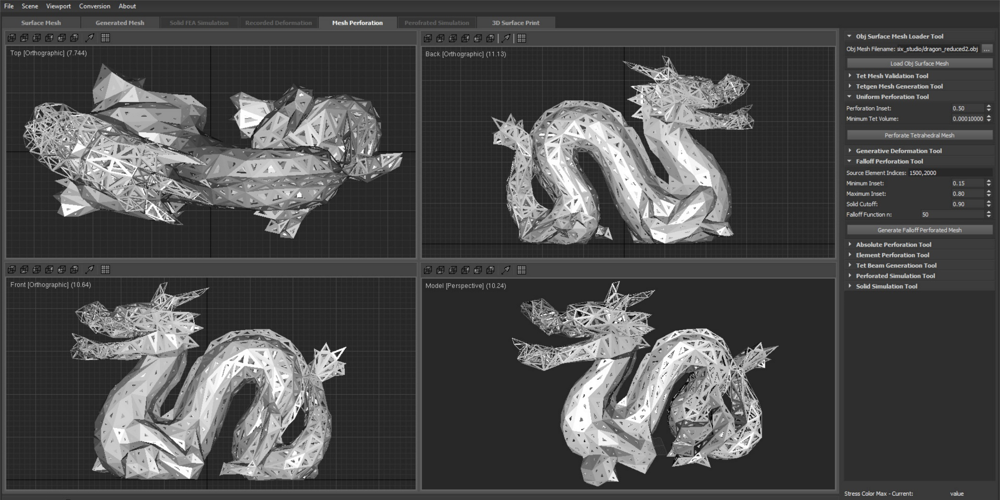 File Scene Viewport Conversion About
Surface Mesh Generated Mesh Solid FEA Simulation Recorded Deformation Mesh Perforation Perofrated Simulation 3D Surface Print
Top [Orthographic] (7.744)
Back [Orthographic] (11.13)
Front [Orthographic] (10.64)
Model [Perspective] (10.24)
Obj Surface Mesh Loader Tool
Obj Mesh Filename: six_studio/dragon_reduced2.obj ...
Load Obj Surface Mesh
Tet Mesh Validation Tool
Tetgen Mesh Generation Tool
Uniform Perforation Tool
Perforation Inset: 0.50
Minimum Tet Volume: 0.00010000
Perforate Tetrahedral Mesh
Generative Deformation Tool
Falloff Perforation Tool
Source Element Indices: 1500,2000
Minimum Inset: 0.15
Maximum Inset: 0.80
Solid Cutoff: 0.90
Falloff Function n: 50
Generate Falloff Perforated Mesh
Absolute Perforation Tool
Element Perforation Tool
Tet Beam Generatioon Tool
Perforated Simulation Tool
Solid Simulation Tool
Stress Color Max - Current: value